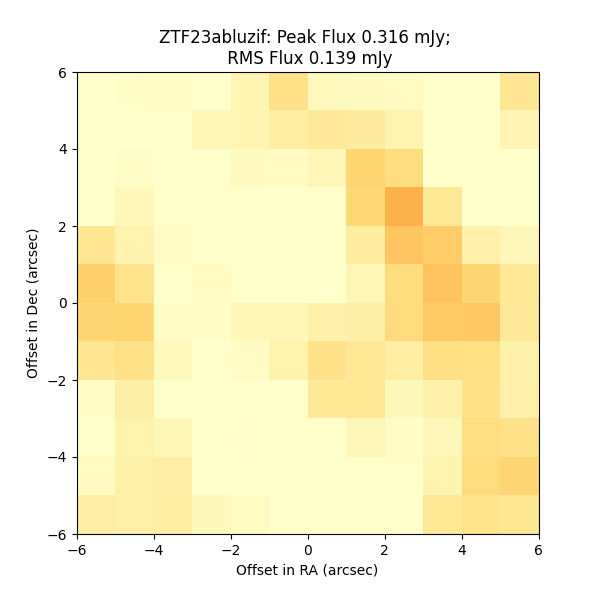 ZTF23abluzif: Peak Flux 0.316 mJy;
RMS Flux 0.139 mJy
6
4
2
0
−2
−4
−6
Offset in Dec (arcsec)
−6 −4 −2 0 2 4 6
Offset in RA (arcsec)